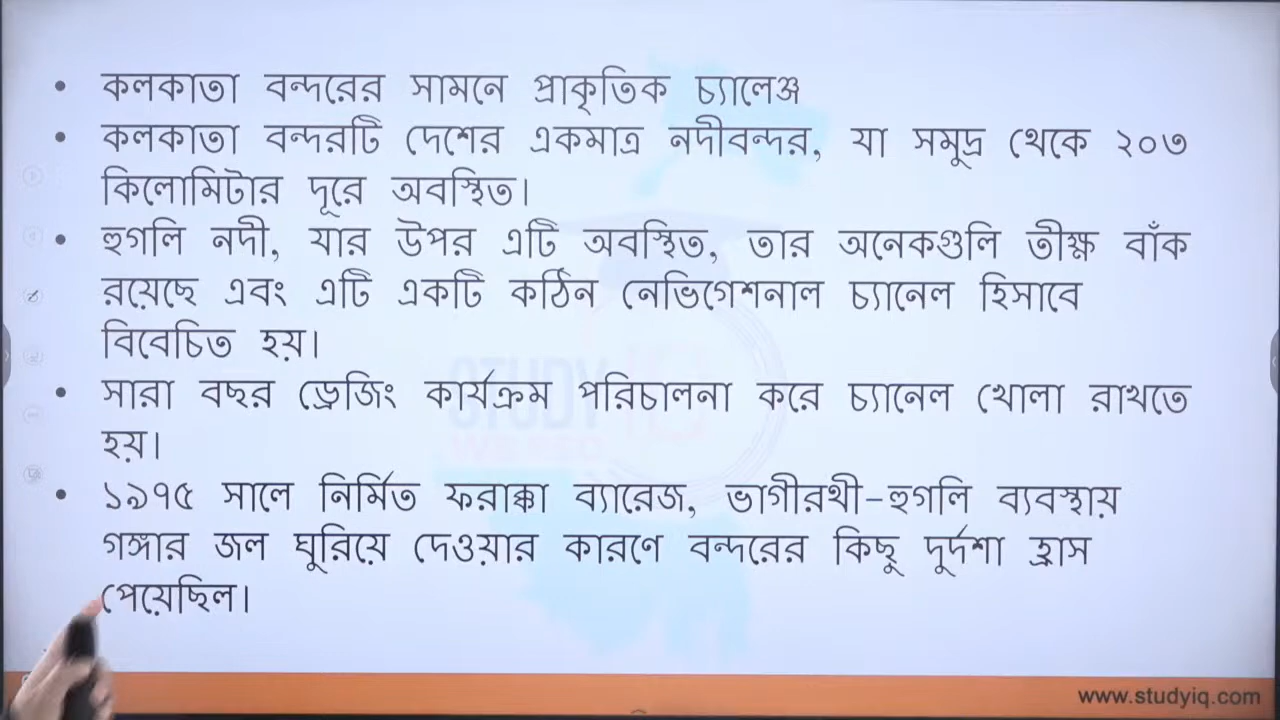 • কলকাতা বন্দরের সামনে প্রাকৃতিক চ্যালেঞ্জ
• কলকাতা বন্দরটি দেশের একমাত্র নদীবন্দর, যা সমুদ্র থেকে ২০৩
কিলোমিটার দূরে অবস্থিত।
• হুগলি নদী, যার উপর এটি অবস্থিত, তার অনেকগুলি তীক্ষ্ণ বাঁক
রয়েছে এবং এটি একটি কঠিন নেভিগেশনাল চ্যানেল হিসাবে
বিবেচিত হয়।
• সারা বছর ড্রেজিং কার্যক্রম পরিচালনা করে চ্যানেল খোলা রাখতে
হয়।
• ১৯৭৫ সালে নির্মিত ফরাক্কা ব্যারেজ, ভাগীরথী-হুগলি ব্যবস্থায়
গঙ্গার জল ঘুরিয়ে দেওয়ার কারণে বন্দরের কিছু দুর্দশা হ্রাস
পেয়েছিল।
STUDY IQ
www.studyiq.com